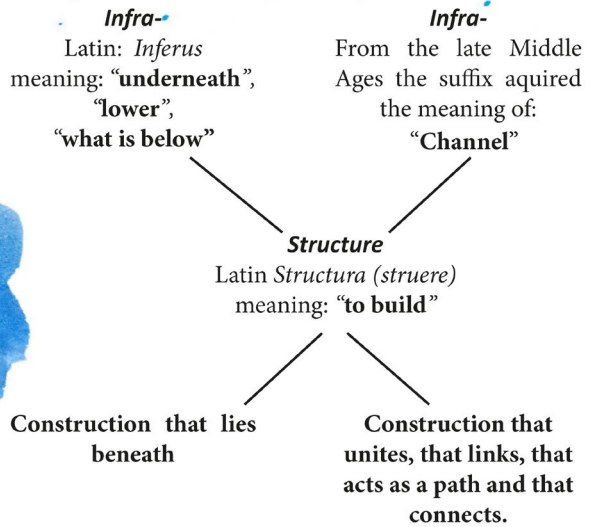 Infra-
Latin: Inferus
meaning: “underneath”,
“lower”,
“what is below”
Infra-
From the late Middle
Ages the suffix aquired
the meaning of:
“Channel”
Structure
Latin Structura (struere)
meaning: “to build”
Construction that lies
beneath
Construction that
unites, that links, that
acts as a path and that
connects.